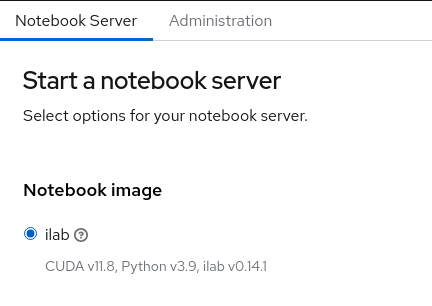 Notebook Server Administration
Start a notebook server
Select options for your notebook server.
Notebook image
ilab
CUDA v11.8, Python v3.9, ilab v0.14.1